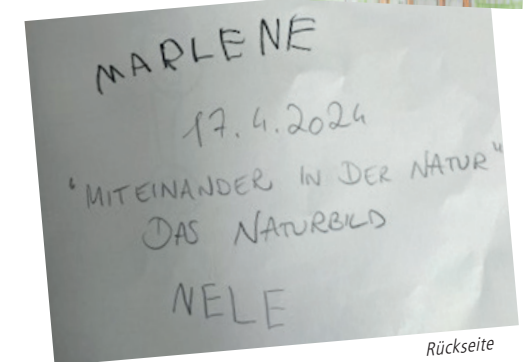 MARLENE
17.4.2024
"MITEINANDER IN DER NATUR"
DAS NATURBILD
NELE
Rückseite